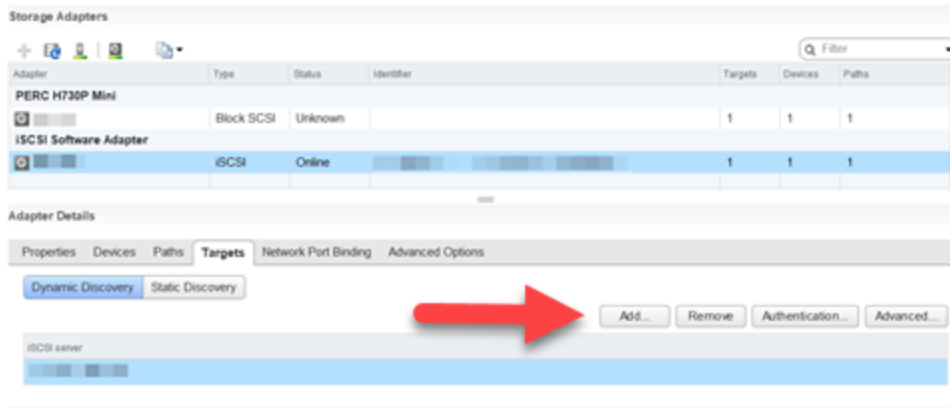 Storage Adapters
Filter
Adapter Type Status Identifier Targets Devices Paths
PERC H730P Mini
Block SCSI Unknown 1 1 1
iSCSI Software Adapter
iSCSI Online 1 1 1
Adapter Details
Properties Devices Paths Targets Network Port Binding Advanced Options
Dynamic Discovery Static Discovery
Add... Remove Authentication... Advanced...
iSCSI server